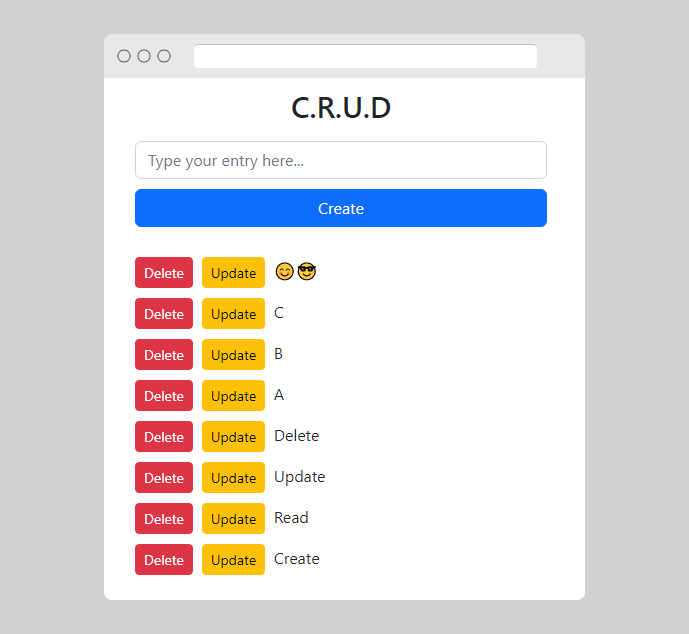 C.R.U.D
Type your entry here...
Create
Delete Update 😊😎
Delete Update C
Delete Update B
Delete Update A
Delete Update Delete
Delete Update Update
Delete Update Read
Delete Update Create